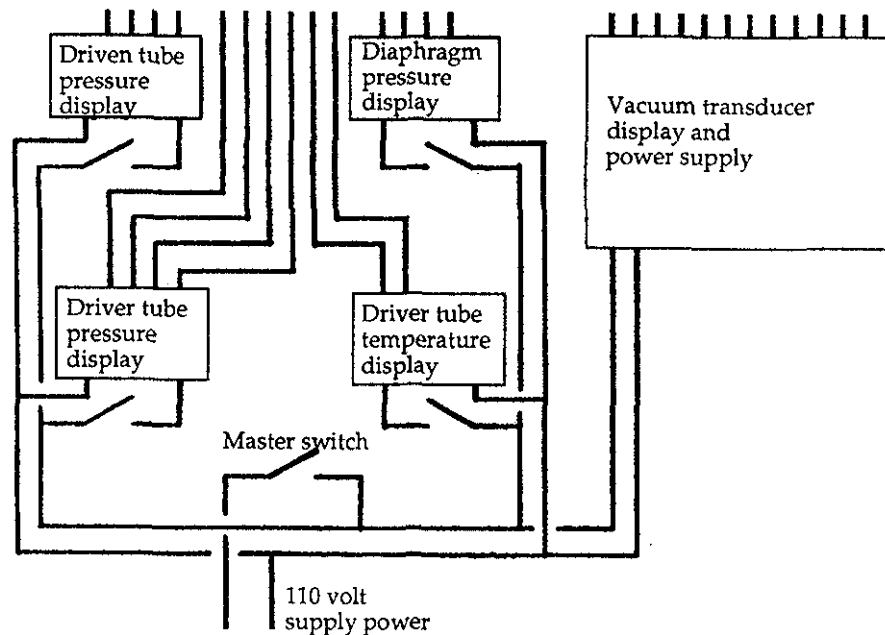 Driven tube
pressure
display
Diaphragm
pressure
display
Vacuum transducer
display and
power supply
Driver tube
pressure
display
Driver tube
temperature
display
Master switch
110 volt
supply power